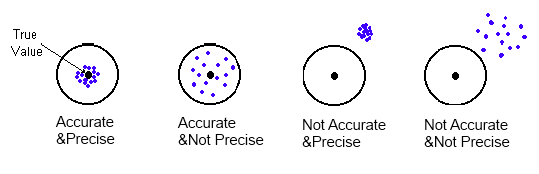 True
Value
Accurate
&Precise
Accurate
&Not Precise
Not Accurate
&Precise
Not Accurate
&Not Precise